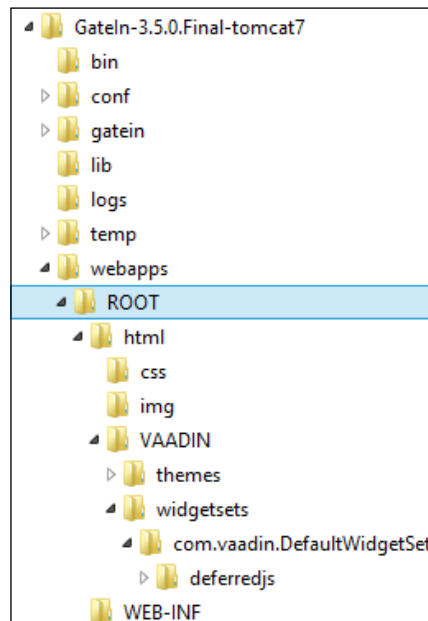 GateIn-3.5.0.Final-tomcat7
bin
conf
gatein
lib
logs
temp
webapps
ROOT
html
css
img
VAADIN
themes
widgetsets
com.vaadin.DefaultWidgetSet
deferredjs
WEB-INF